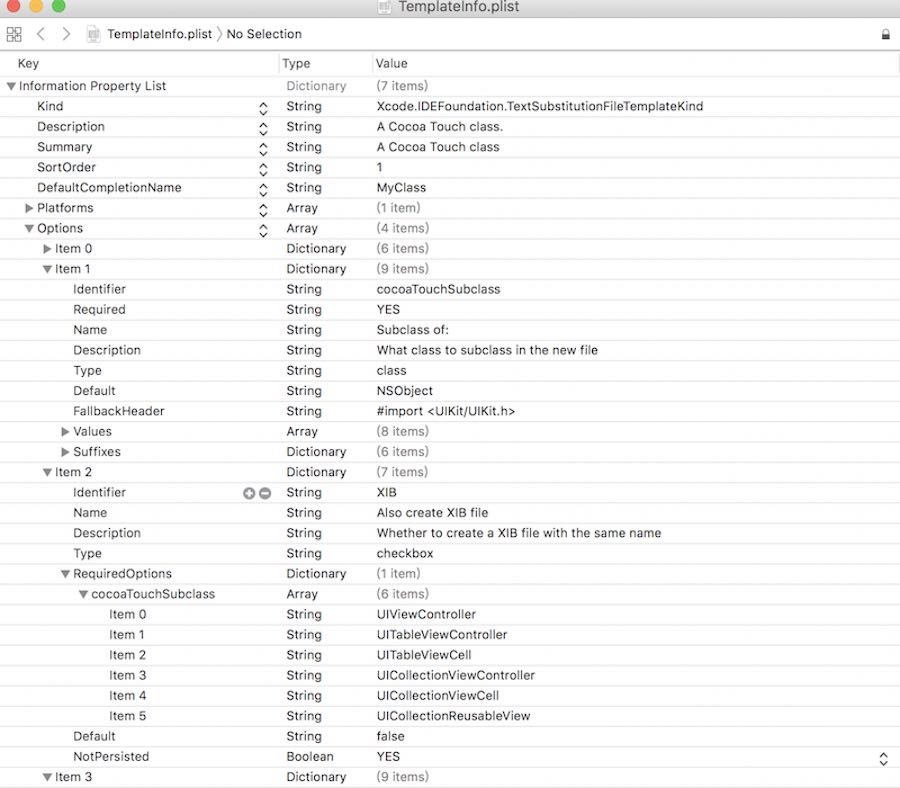 TemplateInfo.plist
TemplateInfo.plist No Selection
Key Type Value
Information Property List Dictionary (7 items)
Kind String Xcode.IDEFoundation.TextSubstitutionFileTemplateKind
Description String A Cocoa Touch class.
Summary String A Cocoa Touch class
SortOrder String 1
DefaultCompletionName String MyClass
Platforms Array (1 item)
Options Array (4 items)
Item 0 Dictionary (6 items)
Item 1 Dictionary (9 items)
Identifier String cocoaTouchSubclass
Required String YES
Name String Subclass of:
Description String What class to subclass in the new file
Type String class
Default String NSObject
FallbackHeader String #import <UIKit/UIKit.h>
Values Array (8 items)
Suffixes Dictionary (6 items)
Item 2 Dictionary (7 items)
Identifier String XIB
Name String Also create XIB file
Description String Whether to create a XIB file with the same name
Type String checkbox
RequiredOptions Dictionary (1 item)
cocoaTouchSubclass Array (6 items)
Item 0 String UIViewController
Item 1 String UITableViewController
Item 2 String UITableViewCell
Item 3 String UICollectionViewController
Item 4 String UICollectionViewCell
Item 5 String UICollectionReusableView
Default String false
NotPersisted Boolean YES
Item 3 Dictionary (9 items)